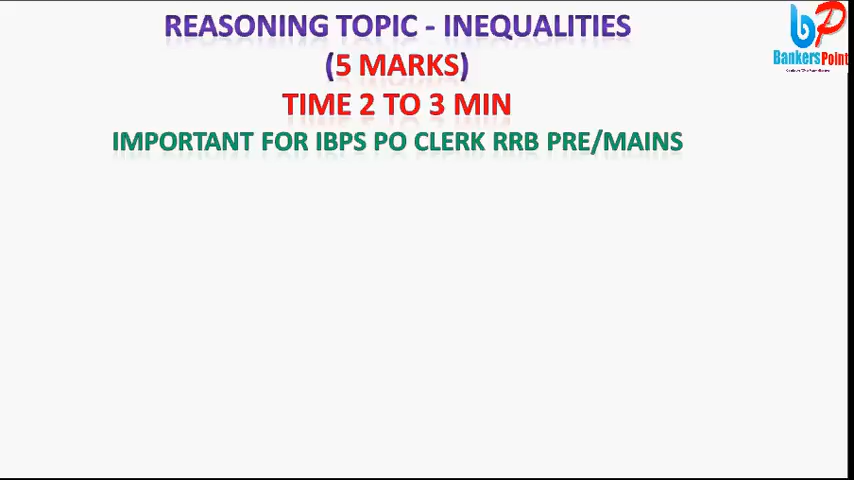 REASONING TOPIC - INEQUALITIES
(5 MARKS)
TIME 2 TO 3 MIN
IMPORTANT FOR IBPS PO CLERK RRB PRE/MAINS
bP
BankersPoint